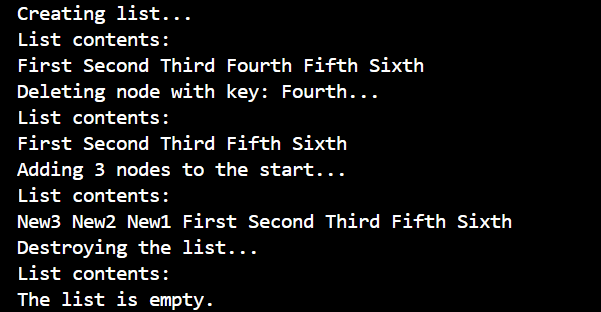 Creating list...
List contents:
First Second Third Fourth Fifth Sixth
Deleting node with key: Fourth...
List contents:
First Second Third Fifth Sixth
Adding 3 nodes to the start...
List contents:
New3 New2 New1 First Second Third Fifth Sixth
Destroying the list...
List contents:
The list is empty.